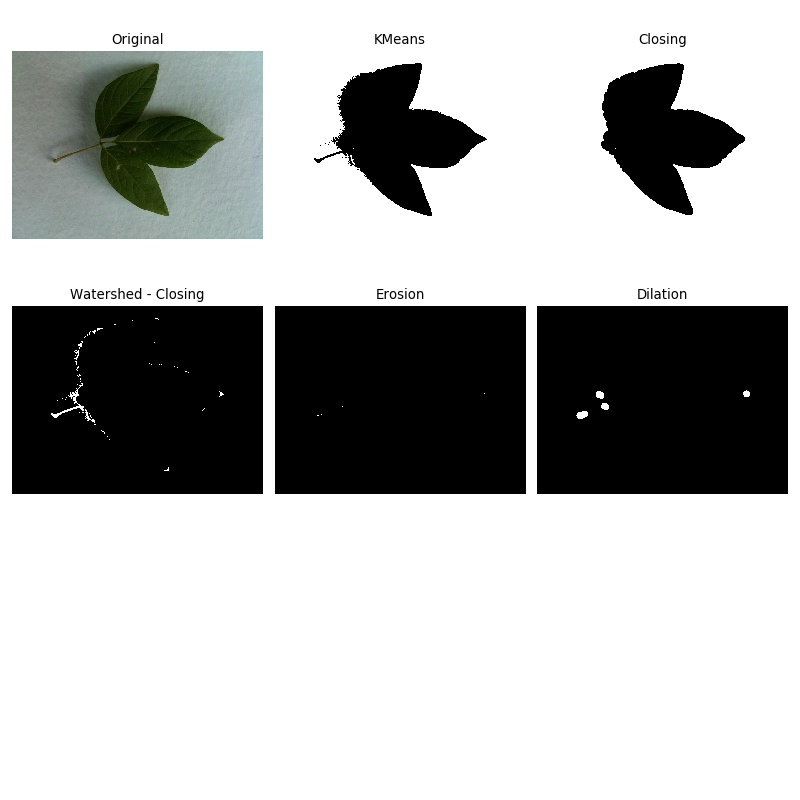 Original
KMeans
Closing
Watershed - Closing
Erosion
Dilation